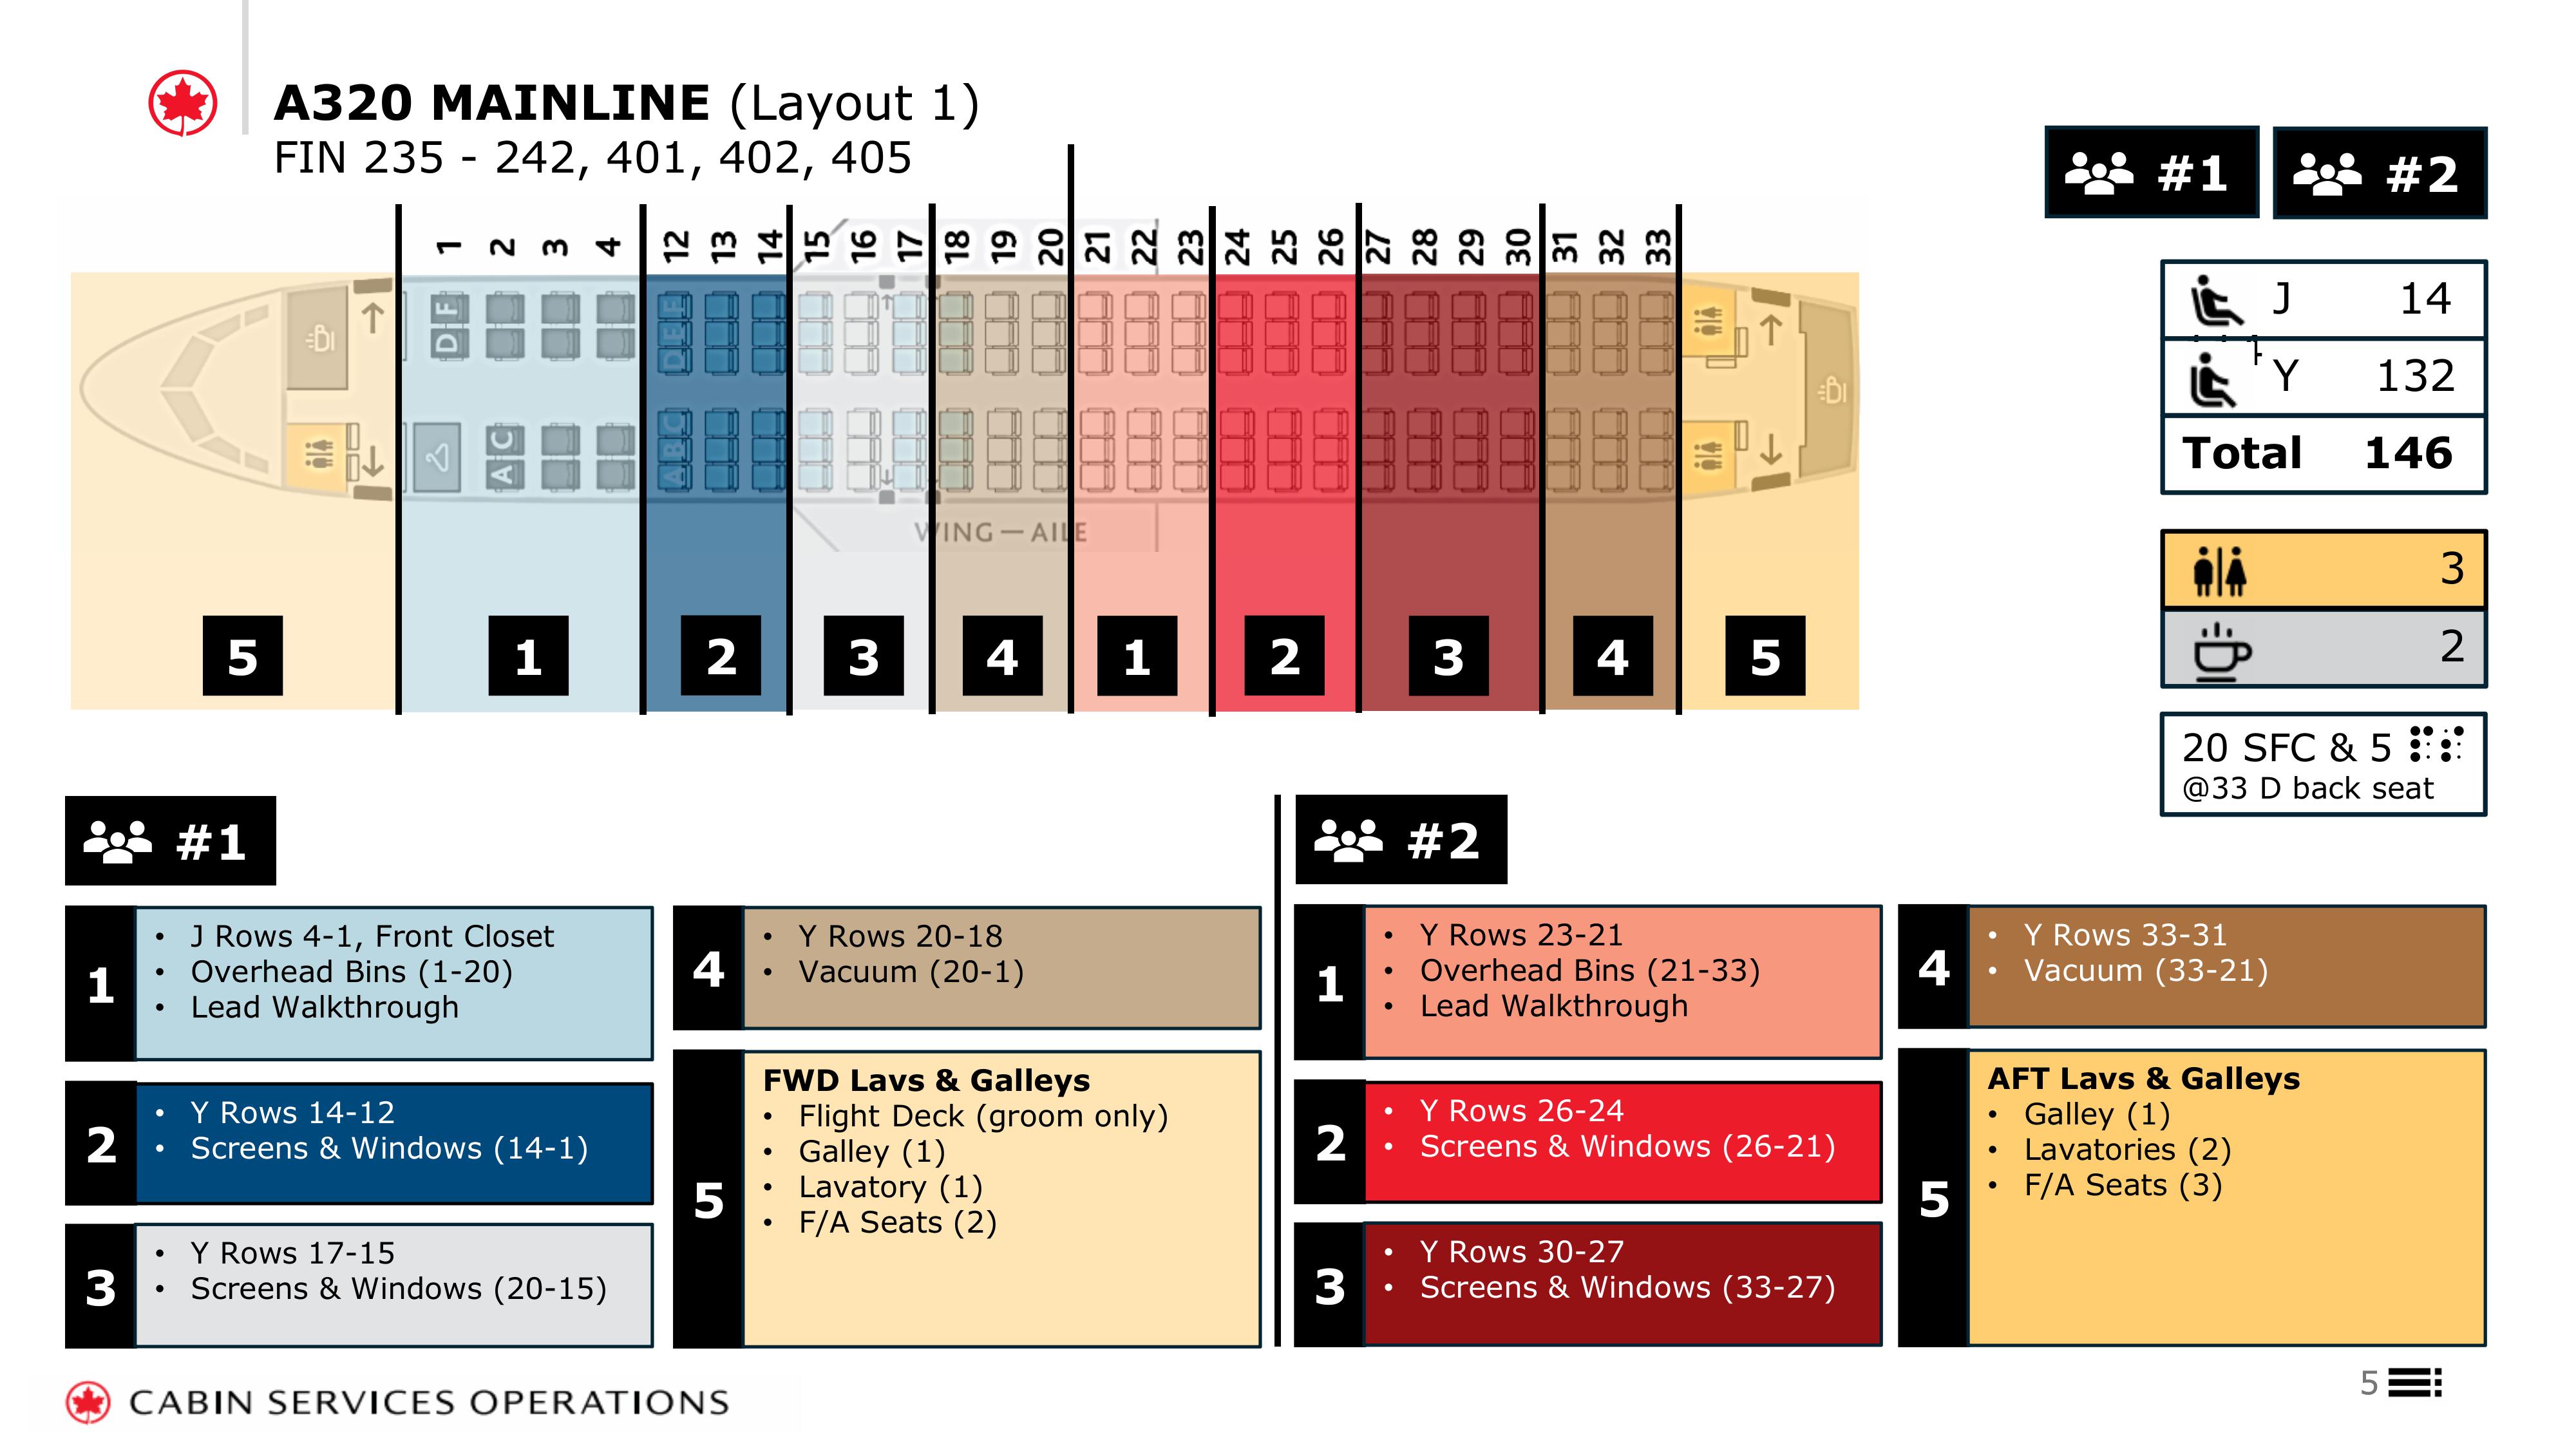 A320 MAINLINE (Layout 1)
FIN 235 - 242, 401, 402, 405
#1 #2
1 2 3 4 12 13 14 15 16 17 18 19 20 21 22 23 24 25 26 27 28 29 30 31 32 33
D F
D E F
A C
A B C
WING — AILE
5 1 2 3 4 1 2 3 4 5
J 14
Y 132
Total 146
3
2
20 SFC & 5
@33 D back seat
#1
1
• J Rows 4-1, Front Closet
• Overhead Bins (1-20)
• Lead Walkthrough
2
• Y Rows 14-12
• Screens & Windows (14-1)
3
• Y Rows 17-15
• Screens & Windows (20-15)
4
• Y Rows 20-18
• Vacuum (20-1)
5
FWD Lavs & Galleys
• Flight Deck (groom only)
• Galley (1)
• Lavatory (1)
• F/A Seats (2)
#2
1
• Y Rows 23-21
• Overhead Bins (21-33)
• Lead Walkthrough
2
• Y Rows 26-24
• Screens & Windows (26-21)
3
• Y Rows 30-27
• Screens & Windows (33-27)
4
• Y Rows 33-31
• Vacuum (33-21)
5
AFT Lavs & Galleys
• Galley (1)
• Lavatories (2)
• F/A Seats (3)
CABIN SERVICES OPERATIONS
5